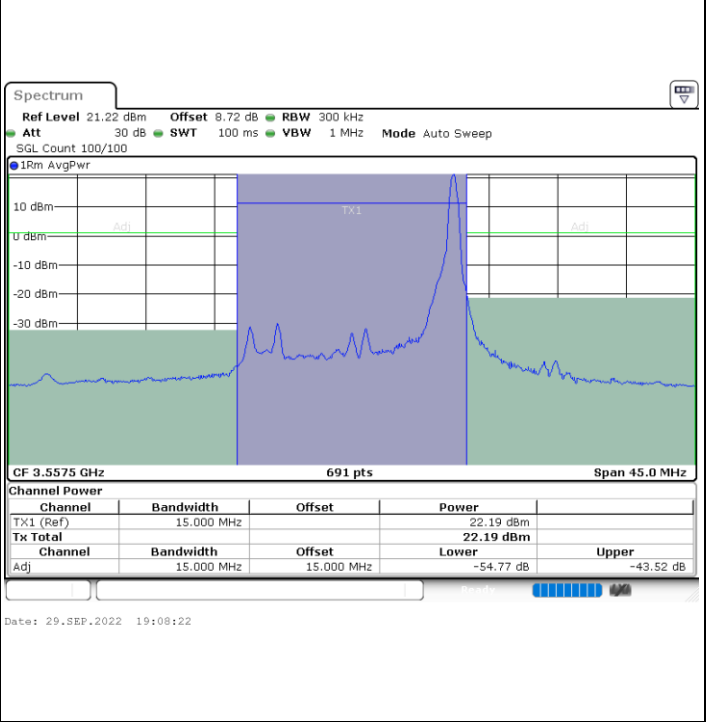 Spectrum
Ref Level 21.22 dBm Offset 8.72 dB RBW 300 kHz
Att 30 dB SWT 100 ms VBW 1 MHz Mode Auto Sweep
SGL Count 100/100
1Rm AvgPwr
10 dBm
TX1
Adj
Adj
0 dBm
-10 dBm
-20 dBm
-30 dBm
CF 3.5575 GHz 691 pts Span 45.0 MHz
Channel Power
Channel Bandwidth Offset Power
TX1 (Ref) 15.000 MHz 22.19 dBm
Tx Total 22.19 dBm
Channel Bandwidth Offset Lower Upper
Adj 15.000 MHz 15.000 MHz -54.77 dB -43.52 dB
Ready
Date: 29.SEP.2022 19:08:22